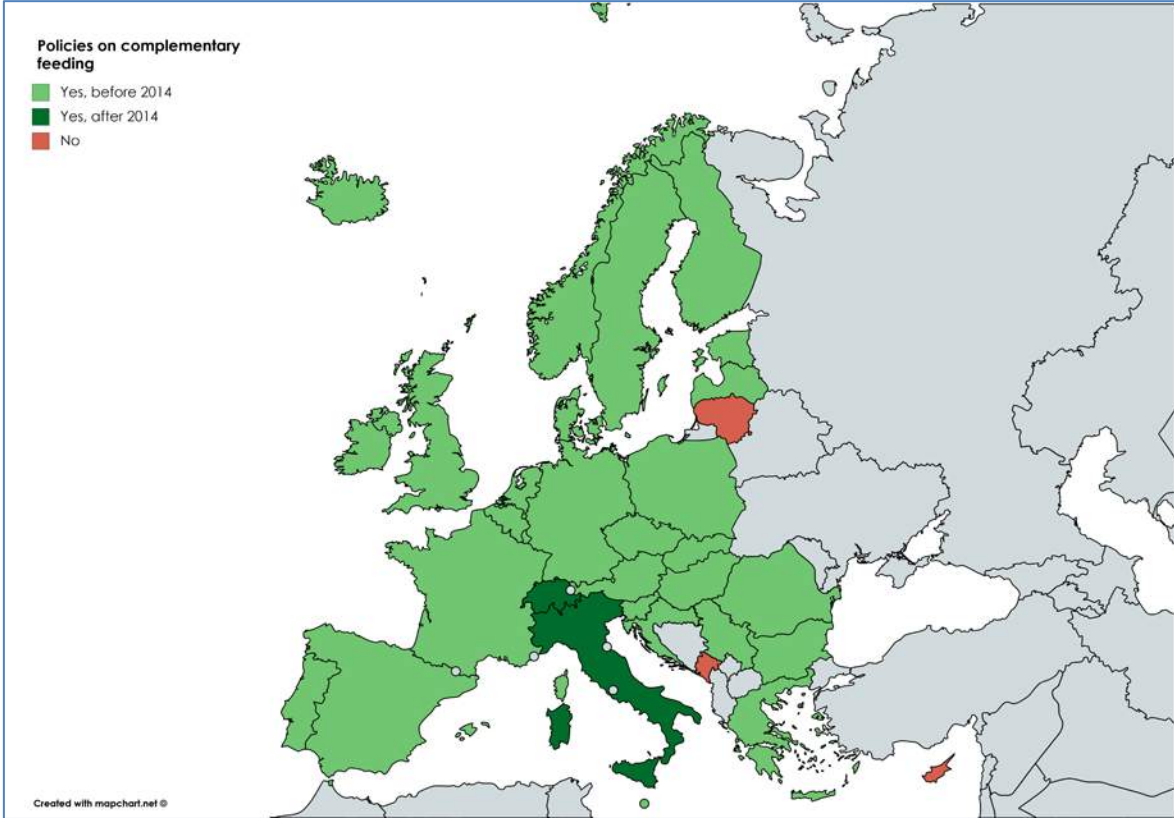 Policies on complementary
feeding
Yes, before 2014
Yes, after 2014
No
Created with mapchart.net ©